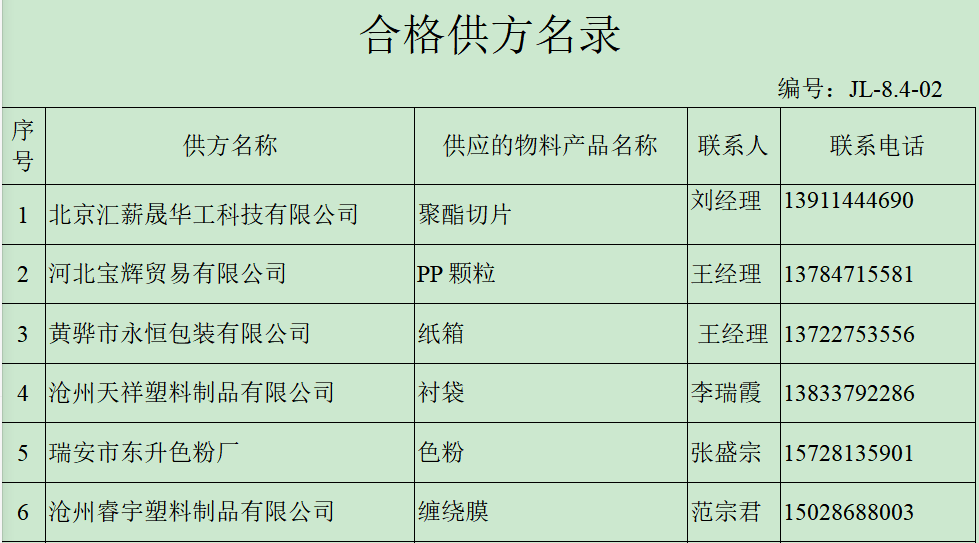 合格供方名录
编号：JL-8.4-02
序号 供方名称 供应的物料产品名称 联系人 联系电话
1 北京汇薪晟华工科技有限公司 聚酯切片 刘经理 13911444690
2 河北宝辉贸易有限公司 PP 颗粒 王经理 13784715581
3 黄骅市永恒包装有限公司 纸箱 王经理 13722753556
4 沧州天祥塑料制品有限公司 衬袋 李瑞霞 13833792286
5 瑞安市东升色粉厂 色粉 张盛宗 15728135901
6 沧州睿宇塑料制品有限公司 缠绕膜 范宗君 15028688003